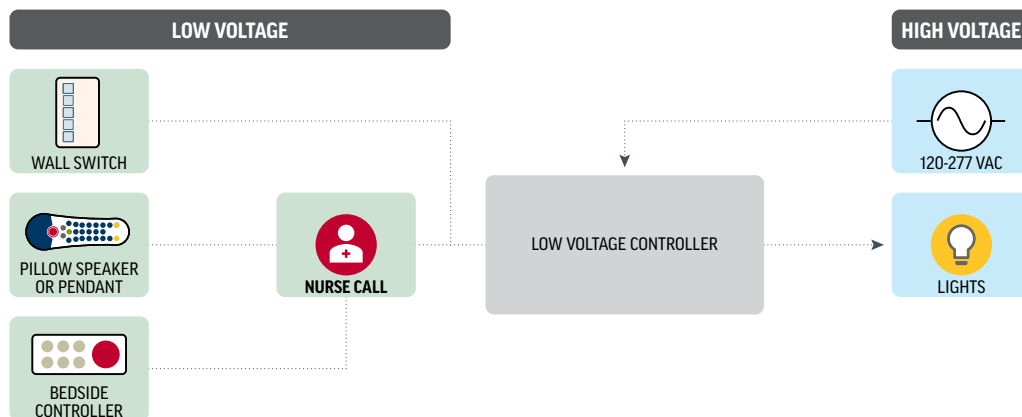 LOW VOLTAGE
HIGH VOLTAGE
WALL SWITCH
120-277 VAC
PILLOW SPEAKER
OR PENDANT
NURSE CALL
LOW VOLTAGE CONTROLLER
LIGHTS
BEDSIDE
CONTROLLER